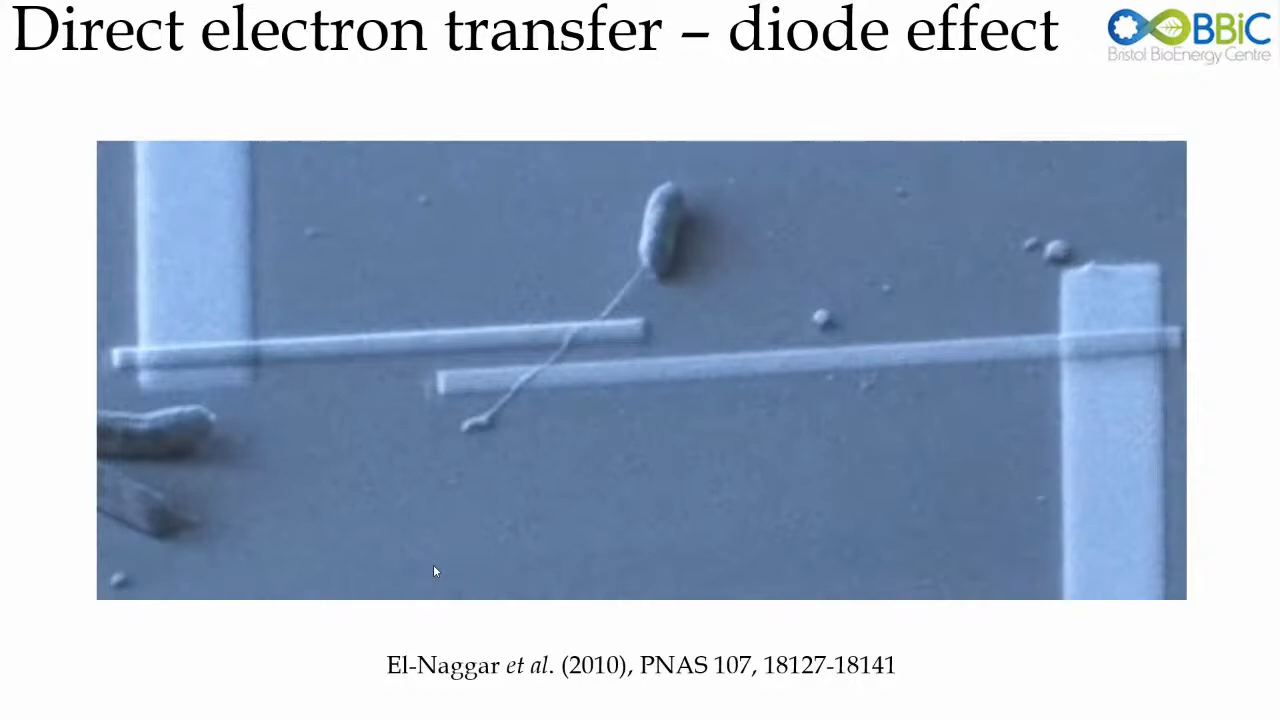 Direct electron transfer – diode effect
BBiC
Bristol BioEnergy Centre
El-Naggar et al. (2010), PNAS 107, 18127-18141